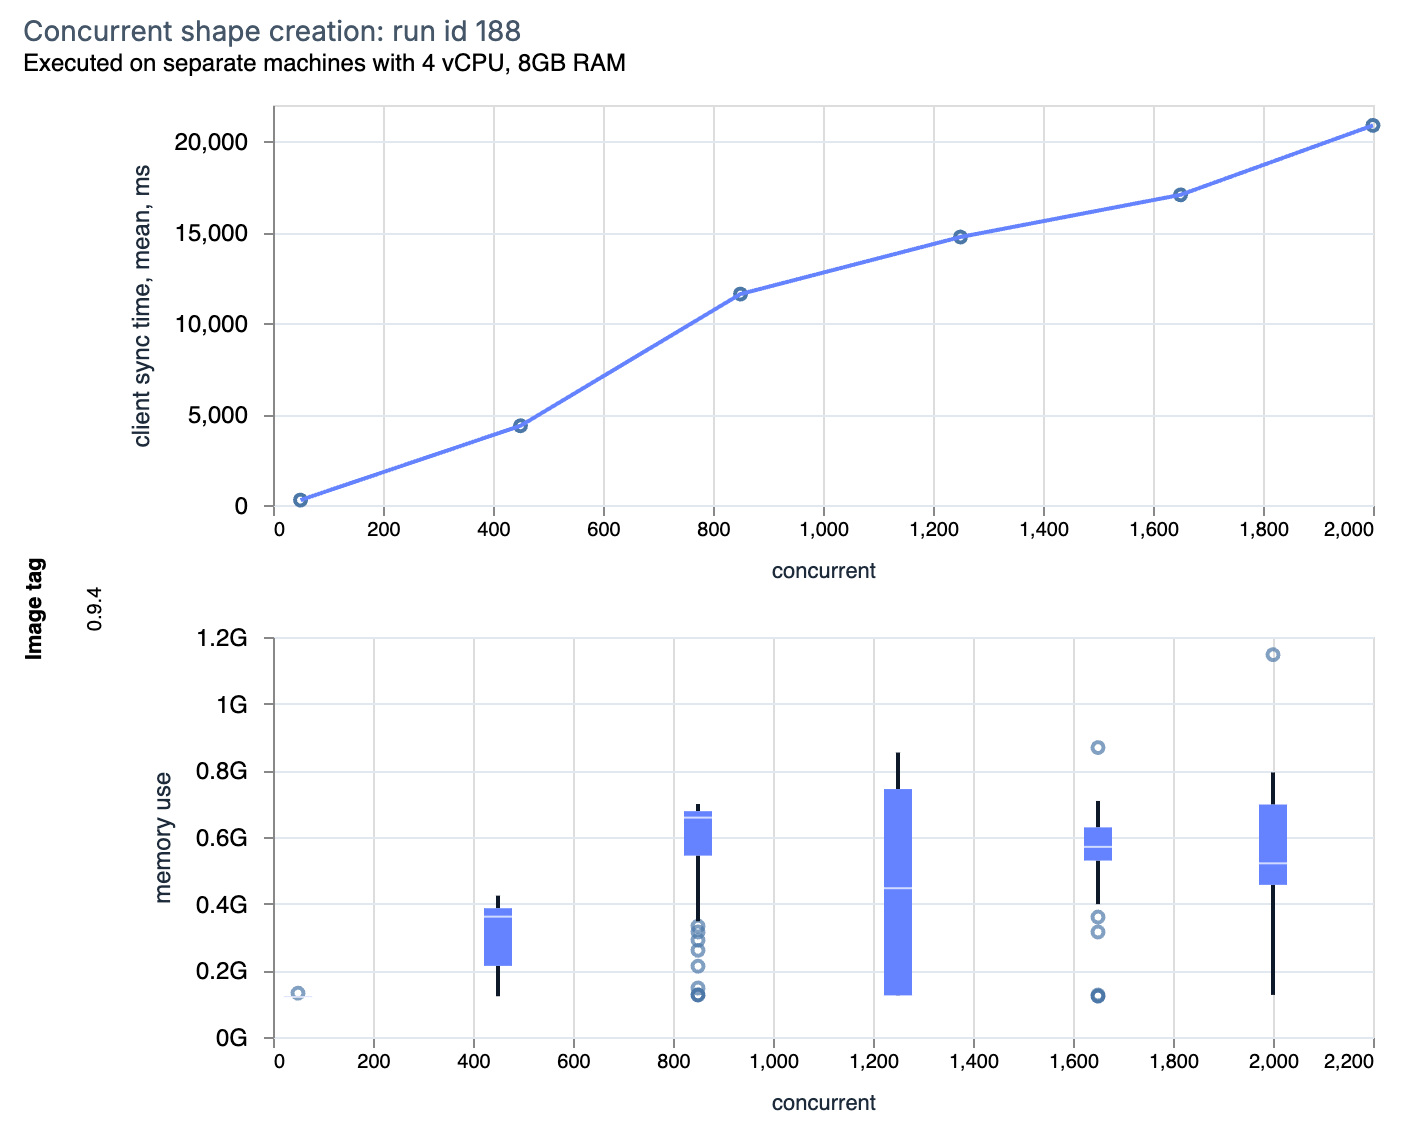 Concurrent shape creation: run id 188
Executed on separate machines with 4 vCPU, 8GB RAM
client sync time, mean, ms
20,000
15,000
10,000
5,000
0
0 200 400 600 800 1,000 1,200 1,400 1,600 1,800 2,000
concurrent
Image tag
0.9.4
memory use
1.2G
1G
0.8G
0.6G
0.4G
0.2G
0G
0 200 400 600 800 1,000 1,200 1,400 1,600 1,800 2,000 2,200
concurrent